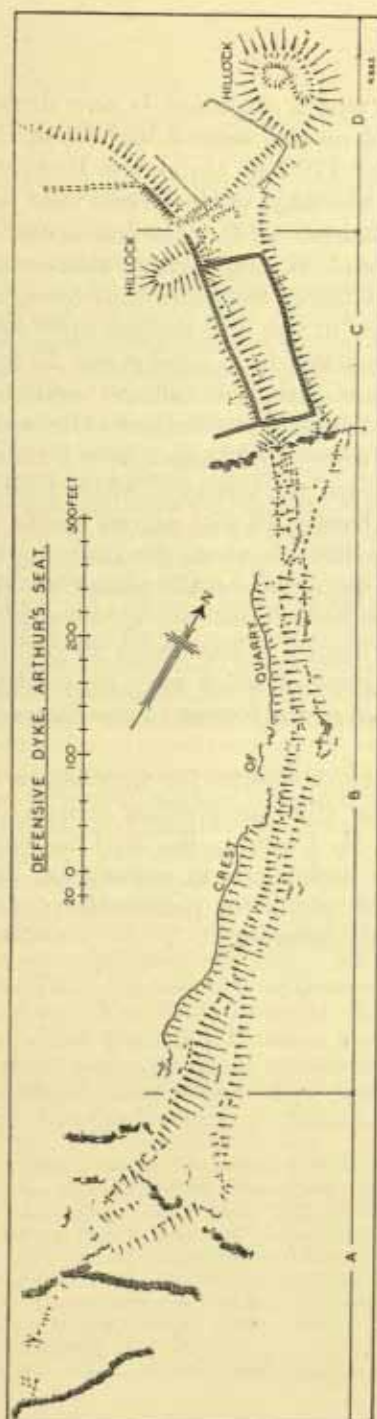 DEFENSIVE DYKE, ARTHUR'S SEAT.
20 0 100 200 300 FEET
N
HILLOCK
HILLOCK
CREST OF QUARRY
A B C D